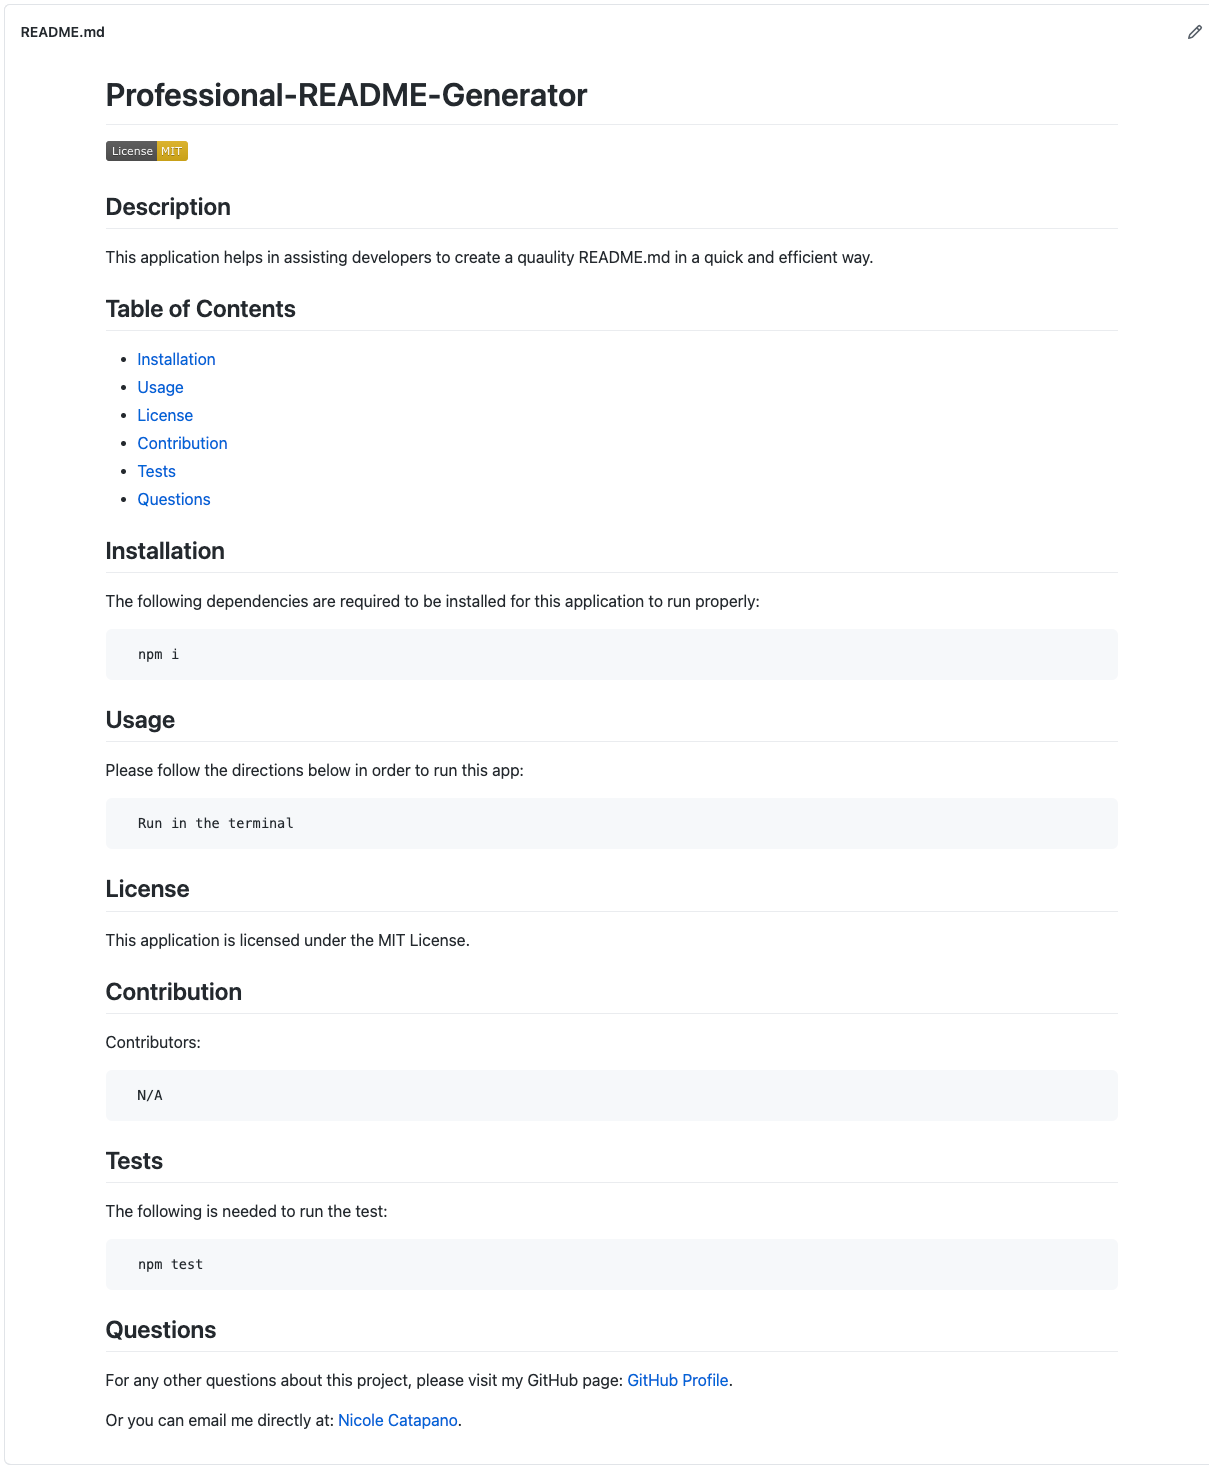 README.md
Professional-README-Generator
License MIT
Description
This application helps in assisting developers to create a quaulity README.md in a quick and efficient way.
Table of Contents
Installation
Usage
License
Contribution
Tests
Questions
Installation
The following dependencies are required to be installed for this application to run properly:
npm i
Usage
Please follow the directions below in order to run this app:
Run in the terminal
License
This application is licensed under the MIT License.
Contribution
Contributors:
N/A
Tests
The following is needed to run the test:
npm test
Questions
For any other questions about this project, please visit my GitHub page: GitHub Profile.
Or you can email me directly at: Nicole Catapano.